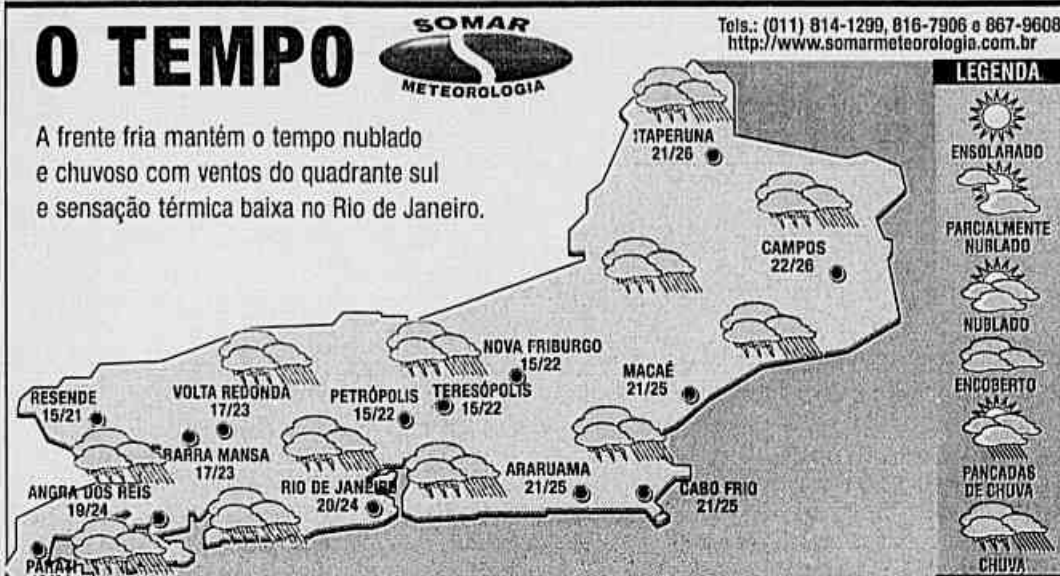 O TEMPO
SOMAR
METEOROLOGIA
Tels.: (011) 814-1299, 816-7906 e 867-9608
http://www.somarmeteorologia.com.br
A frente fria mantém o tempo nublado
e chuvoso com ventos do quadrante sul
e sensação térmica baixa no Rio de Janeiro.
ITAPERUNA
21/26
CAMPOS
22/26
NOVA FRIBURGO
15/22
MACAÉ
21/25
RESENDE
15/21
VOLTA REDONDA
17/23
PETRÓPOLIS
15/22
TERESÓPOLIS
15/22
BARRA MANSA
17/23
ANGRA DOS REIS
19/24
RIO DE JANEIRO
20/24
ARARUAMA
21/25
CABO FRIO
21/25
LEGENDA
ENSOLARADO
PARCIALMENTE
NUBLADO
NUBLADO
ENCOBERTO
PANCADAS
DE CHUVA
CHUVA